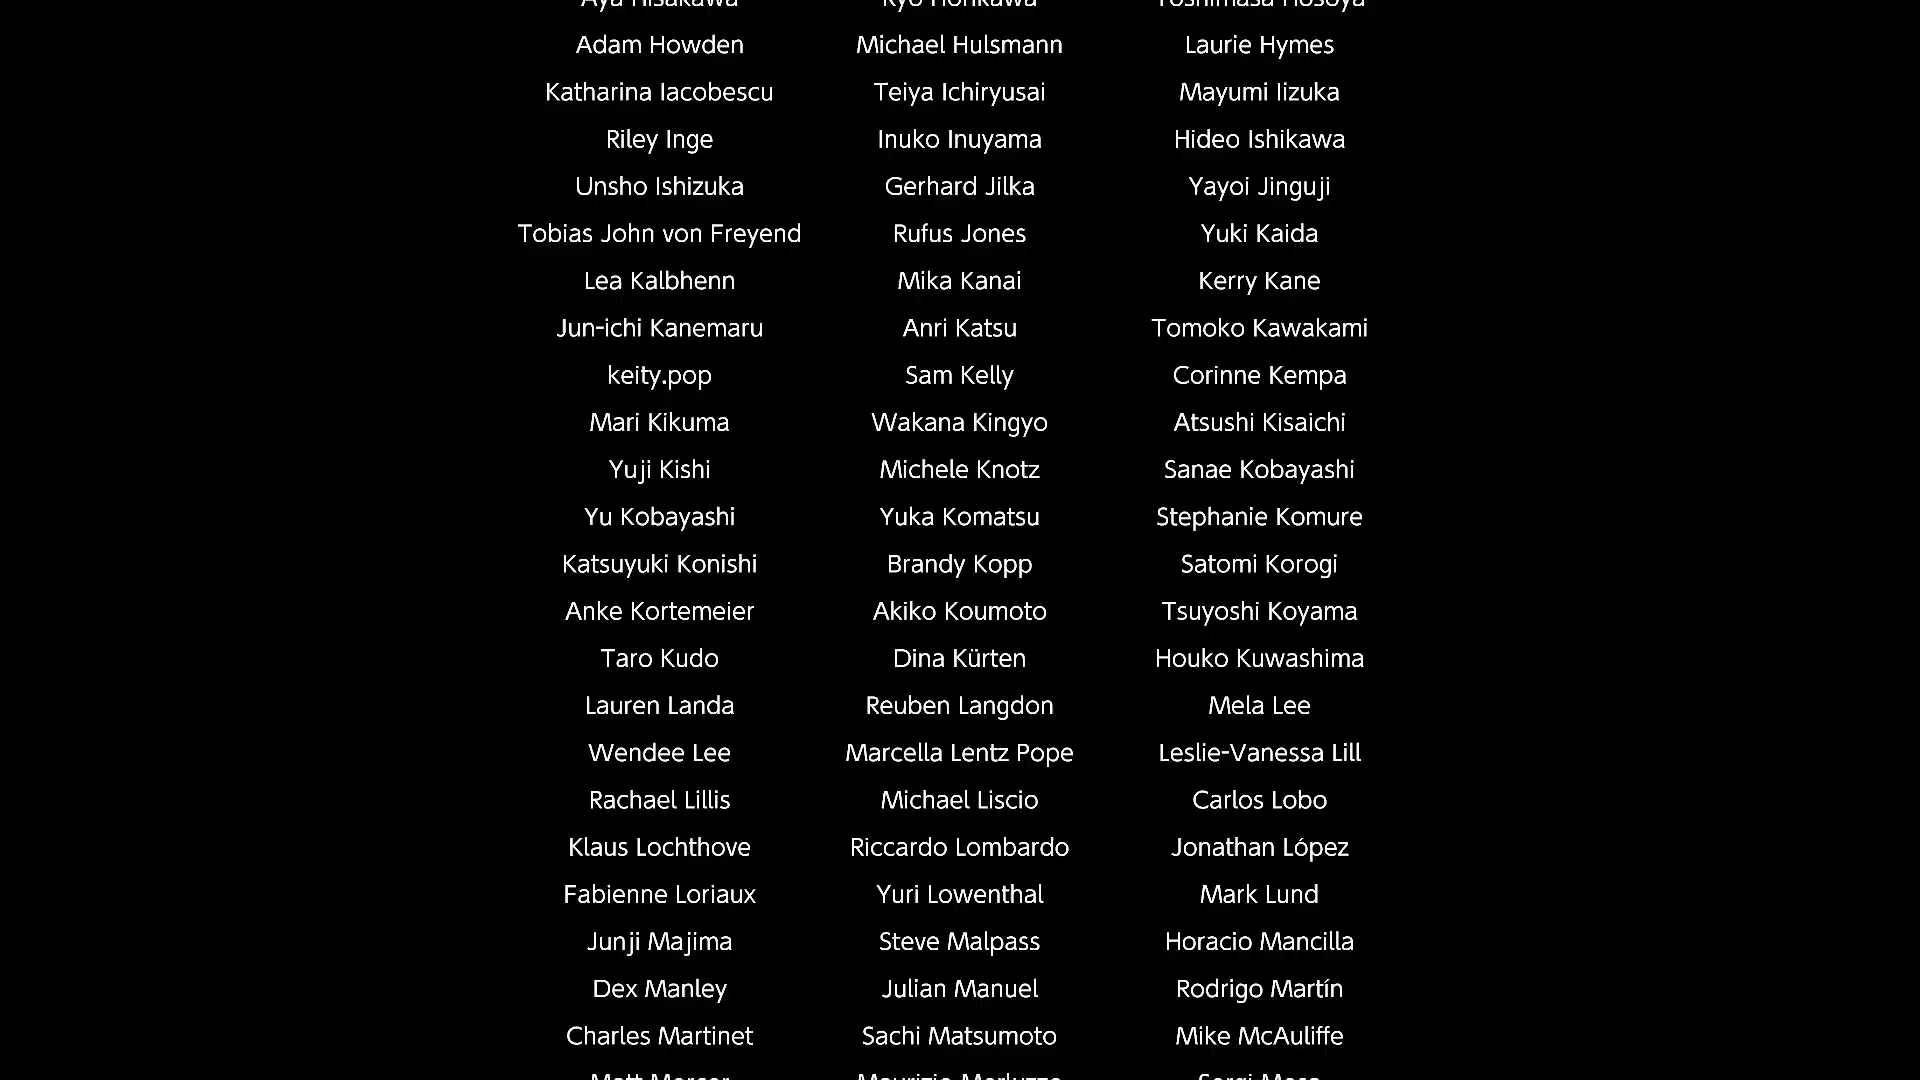 Adam Howden Michael Hulsmann Laurie Hymes
Katharina Iacobescu Teiya Ichiryusai Mayumi Iizuka
Riley Inge Inuko Inuyama Hideo Ishikawa
Unsho Ishizuka Gerhard Jilka Yayoi Jinguji
Tobias John von Freyend Rufus Jones Yuki Kaida
Lea Kalbhenn Mika Kanai Kerry Kane
Jun-ichi Kanemaru Anri Katsu Tomoko Kawakami
keity.pop Sam Kelly Corinne Kempa
Mari Kikuma Wakana Kingyo Atsushi Kisaichi
Yuji Kishi Michele Knotz Sanae Kobayashi
Yu Kobayashi Yuka Komatsu Stephanie Komure
Katsuyuki Konishi Brandy Kopp Satomi Korogi
Anke Kortemeier Akiko Koumoto Tsuyoshi Koyama
Taro Kudo Dina Kürten Houko Kuwashima
Lauren Landa Reuben Langdon Mela Lee
Wendee Lee Marcella Lentz Pope Leslie-Vanessa Lill
Rachael Lillis Michael Liscio Carlos Lobo
Klaus Lochthove Riccardo Lombardo Jonathan López
Fabienne Loriaux Yuri Lowenthal Mark Lund
Junji Majima Steve Malpass Horacio Mancilla
Dex Manley Julian Manuel Rodrigo Martín
Charles Martinet Sachi Matsumoto Mike McAuliffe